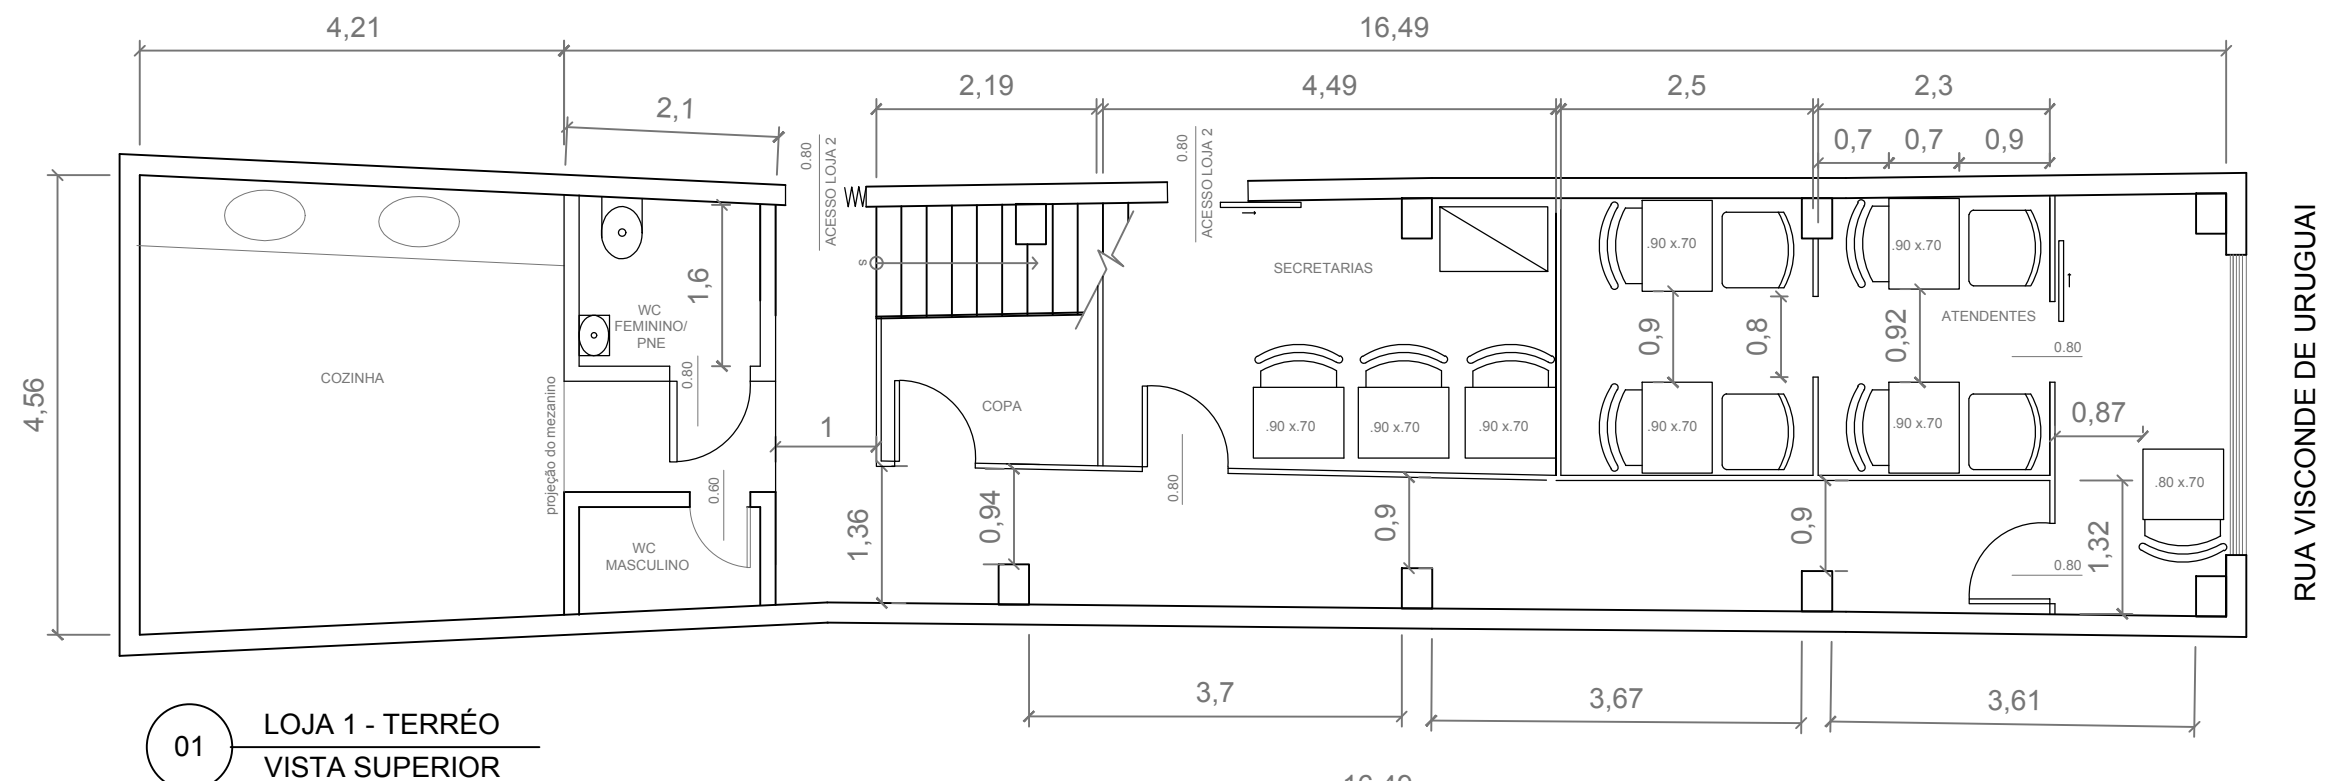 4,21
16,49
2,19
4,49
2,5
2,3
2,1
0,7
0,7
0,9
0.80
ACESSO LOJA 2
0.80
ACESSO LOJA 2
RUA VISCONDE DE URUGUAI
S
SECRETARIAS
.90 x.70
.90 x.70
1,6
WC
FEMININO/
PNE
ATENDENTES
0,9
0,8
0,92
0.80
COZINHA
0.80
4,56
projeção do mezanino
COPA
1
.90 x.70
.90 x.70
.90 x.70
.90 x.70
.90 x.70
0,87
.80 x.70
0.60
0.80
1,36
0,94
0,9
0,9
1,32
WC
MASCULINO
0.80
3,7
3,67
3,61
01
LOJA 1 - TERRÉO
VISTA SUPERIOR
16,49